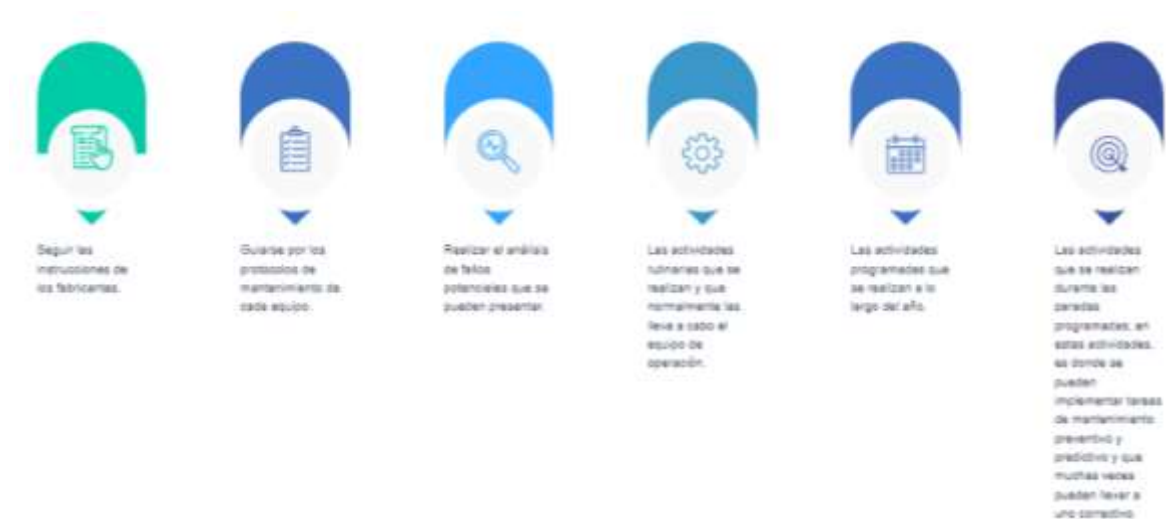 Seguir las
instrucciones de
los fabricantes.
Guiarse por los
protocolos de
mantenimiento de
cada equipo.
Realizar el análisis
de fallos
potenciales que se
pueden presentar.
Las actividades
rutinarias que se
realizan y que
normalmente las
lleva a cabo el
equipo de
operación.
Las actividades
programadas que
se realizan a lo
largo del año.
Las actividades
que se realizan
durante las
paradas
programadas, en
estas actividades,
es donde se
pueden
implementar tareas
de mantenimiento
preventivo y
predictivo y que
muchas veces
pueden llevar a
uno correctivo.